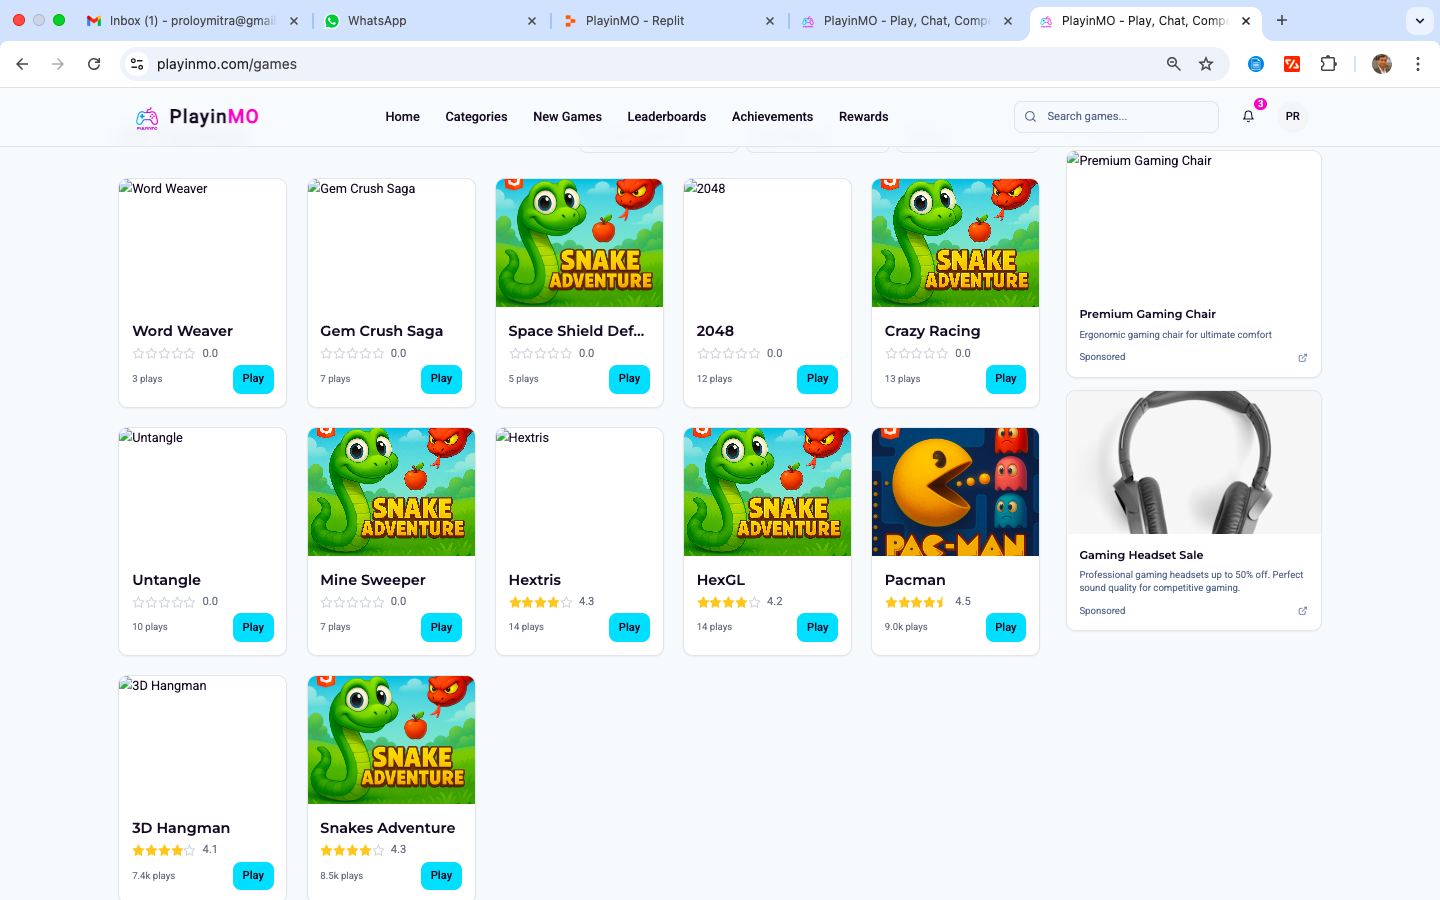 Inbox (1) - proloymitra@gmail
WhatsApp
PlayinMO - Replit
PlayinMO - Play, Chat, Compe
PlayinMO - Play, Chat, Compe
playinmo.com/games
PlayinMO
Home
Categories
New Games
Leaderboards
Achievements
Rewards
Search games...
3
PR
Word Weaver
Gem Crush Saga
SNAKE
ADVENTURE
2048
SNAKE
ADVENTURE
Word Weaver
0.0
3 plays
Play
Gem Crush Saga
0.0
7 plays
Play
Space Shield Def...
0.0
5 plays
Play
2048
0.0
12 plays
Play
Crazy Racing
0.0
13 plays
Play
Untangle
SNAKE
ADVENTURE
Hextris
SNAKE
ADVENTURE
PAC-MAN
Untangle
0.0
10 plays
Play
Mine Sweeper
0.0
7 plays
Play
Hextris
4.3
14 plays
Play
HexGL
4.2
14 plays
Play
Pacman
4.5
9.0k plays
Play
3D Hangman
SNAKE
ADVENTURE
3D Hangman
4.1
7.4k plays
Play
Snakes Adventure
4.3
8.5k plays
Play
Premium Gaming Chair
Premium Gaming Chair
Ergonomic gaming chair for ultimate comfort
Sponsored
Gaming Headset Sale
Professional gaming headsets up to 50% off. Perfect
sound quality for competitive gaming.
Sponsored